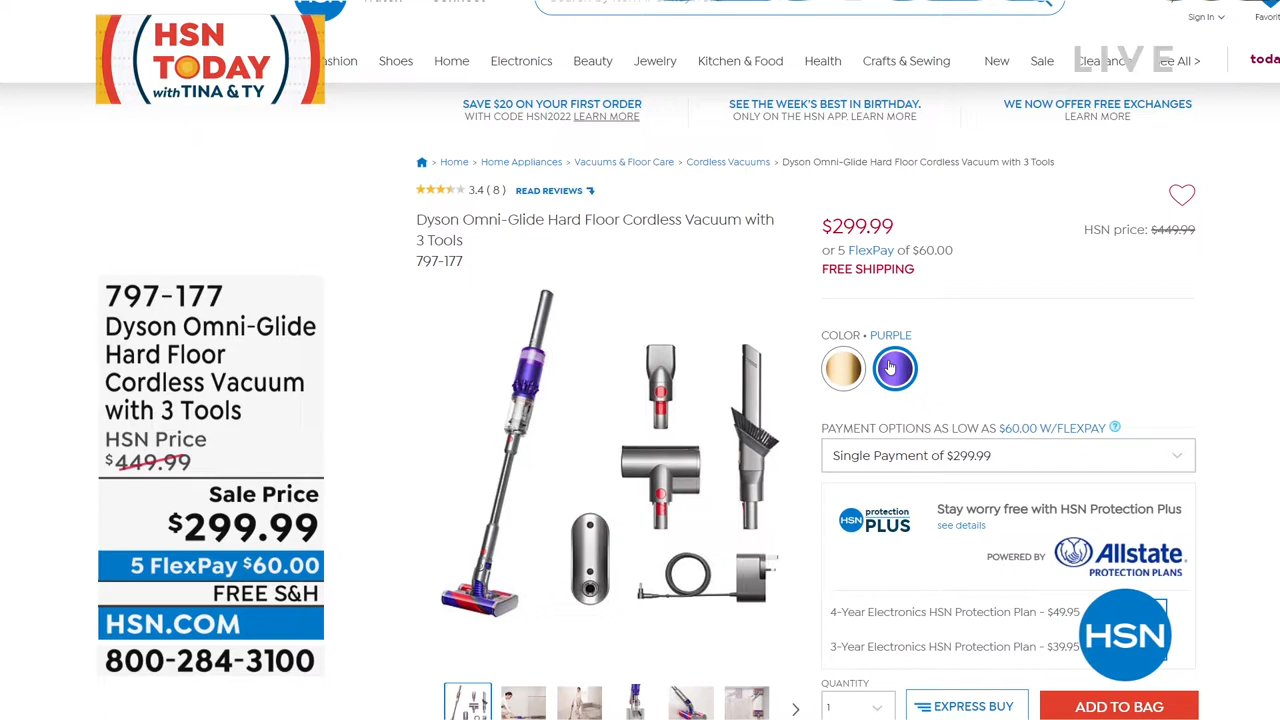 HSN
TODAY
with TINA & TY
Sign In
Shoes
Home
Electronics
Beauty
Jewelry
Kitchen & Food
Health
Crafts & Sewing
New
Sale
LIVE
SAVE $20 ON YOUR FIRST ORDER
WITH CODE HSN2022 LEARN MORE
SEE THE WEEK'S BEST IN BIRTHDAY.
ONLY ON THE HSN APP. LEARN MORE
WE NOW OFFER FREE EXCHANGES
LEARN MORE
> Home > Home Appliances > Vacuums & Floor Care > Cordless Vacuums > Dyson Omni-Glide Hard Floor Cordless Vacuum with 3 Tools
3.4 ( 8 ) READ REVIEWS
Dyson Omni-Glide Hard Floor Cordless Vacuum with
3 Tools
797-177
$299.99
HSN price: $449.99
or 5 FlexPay of $60.00
FREE SHIPPING
COLOR • PURPLE
PAYMENT OPTIONS AS LOW AS $60.00 W/FLEXPAY ?
Single Payment of $299.99
HSN protection PLUS
Stay worry free with HSN Protection Plus
see details
POWERED BY Allstate.
PROTECTION PLANS
4-Year Electronics HSN Protection Plan - $49.95
3-Year Electronics HSN Protection Plan - $39.95
QUANTITY
1
EXPRESS BUY
ADD TO BAG
797-177
Dyson Omni-Glide
Hard Floor
Cordless Vacuum
with 3 Tools
HSN Price
$449.99
Sale Price
$299.99
5 FlexPay $60.00
FREE S&H
HSN.COM
800-284-3100
HSN